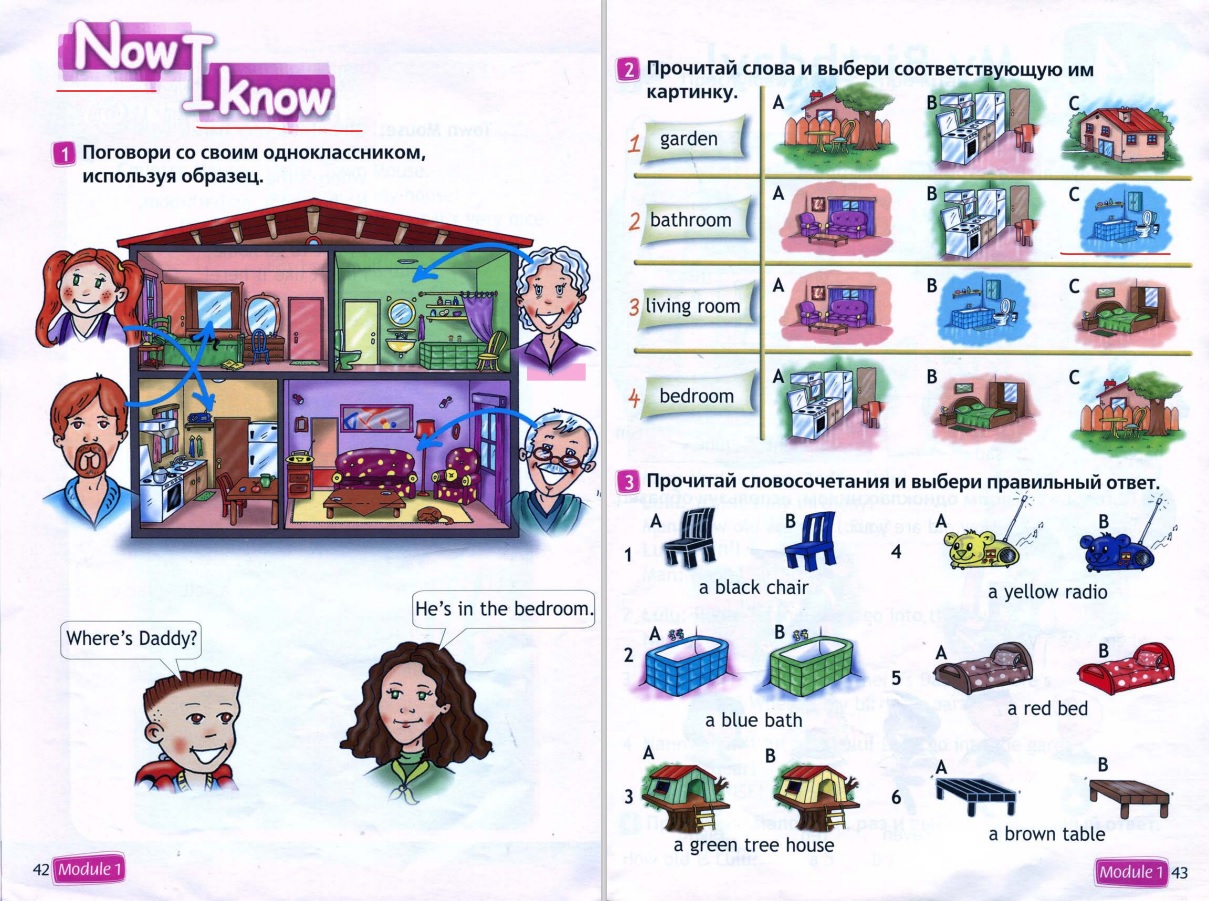 Now
I
know
1 Поговори со своим одноклассником,
используя образец.
Where's Daddy?
He's in the bedroom.
42 Module 1
2 Прочитай слова и выбери соответствующую им
картинку.
A B C
1 garden
A B C
2 bathroom
A B C
3 living room
A B C
4 bedroom
3 Прочитай словосочетания и выбери правильный ответ.
1 A B
a black chair
4 A B
a yellow radio
2 A B
a blue bath
5 A B
a red bed
3 A B
a green tree house
6 A B
a brown table
Module 1 43